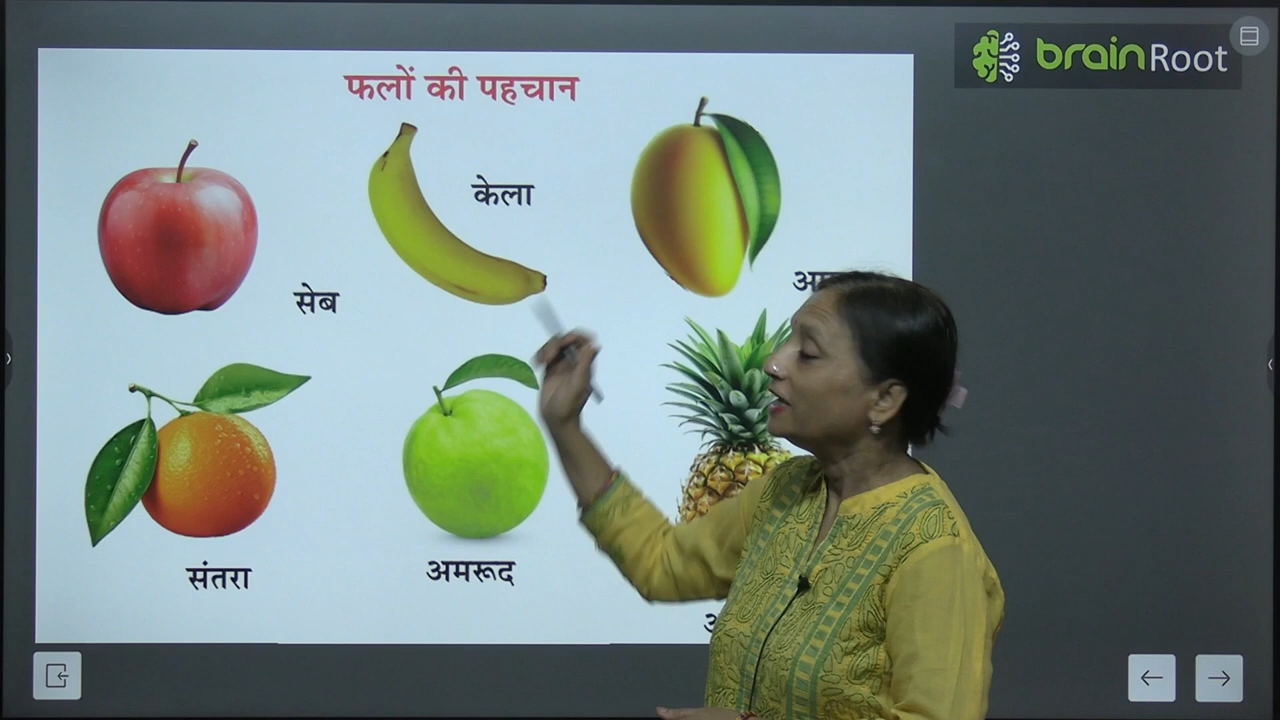 brainRoot
फलों की पहचान
केला
सेब
संतरा
अमरूद